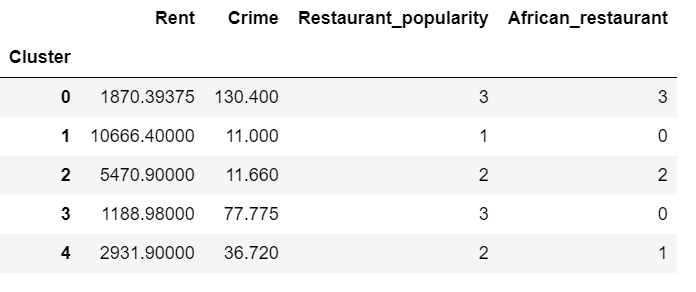 Rent Crime Restaurant_popularity African_restaurant
Cluster
0 1870.39375 130.400 3 3
1 10666.40000 11.000 1 0
2 5470.90000 11.660 2 2
3 1188.98000 77.775 3 0
4 2931.90000 36.720 2 1